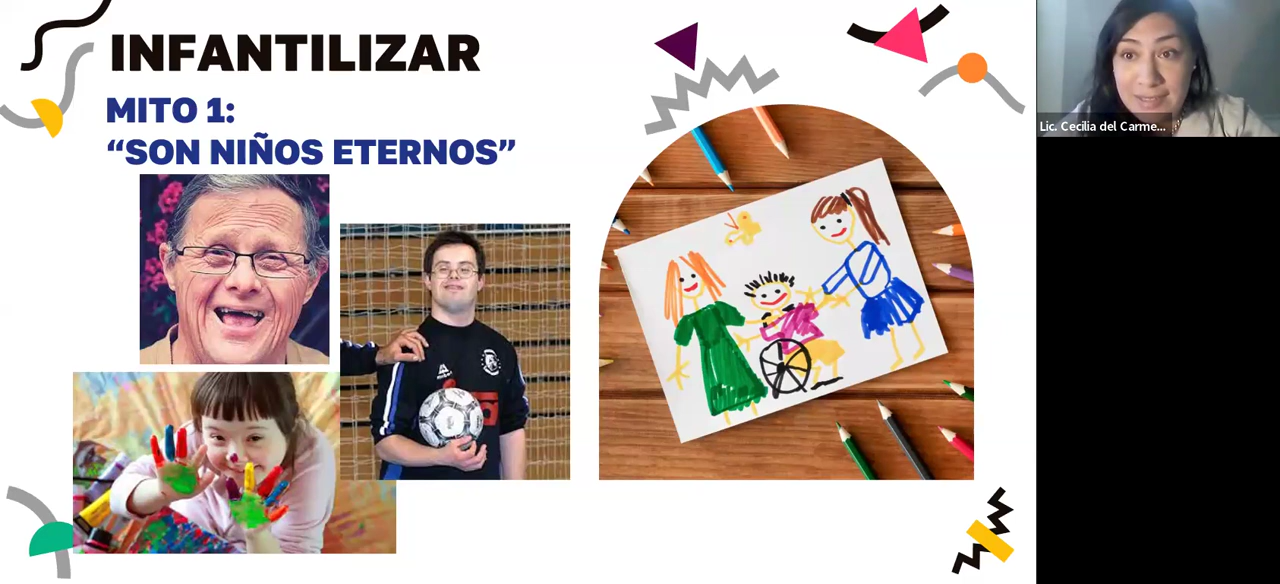 INFANTILIZAR
MITO 1:
“SON NIÑOS ETERNOS”
Lic. Cecilia del Carme...